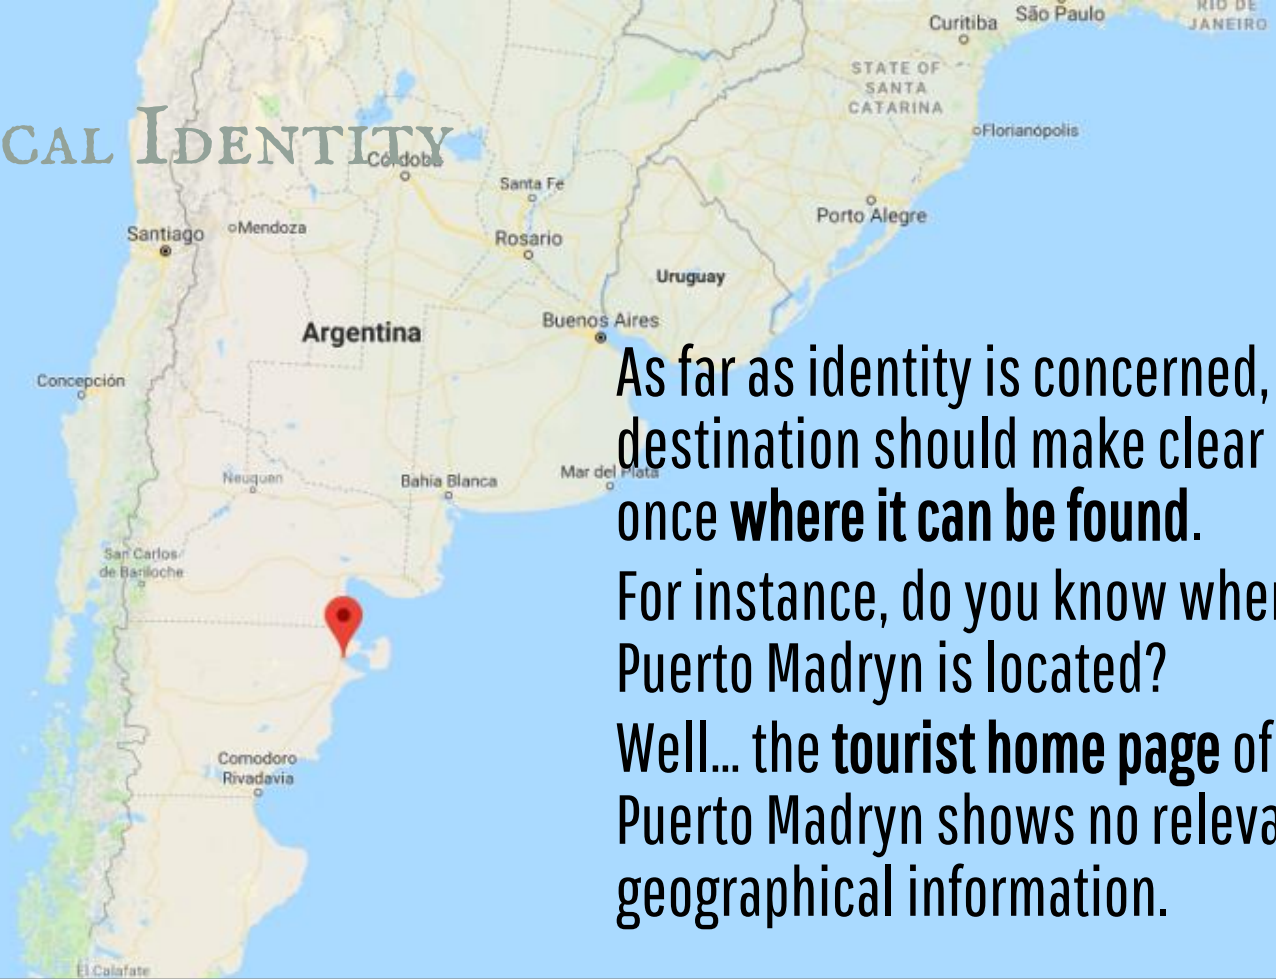 RIO DE
JANEIRO
São Paulo
Curitiba
STATE OF
SANTA
CATARINA
CAL IDENTITY
Florianópolis
Córdoba
Santa Fe
Porto Alegre
Santiago
Mendoza
Rosario
Uruguay
Buenos Aires
Argentina
Concepción
As far as identity is concerned,
destination should make clear
once where it can be found.
Neuquen
Bahía Blanca
Mar del Plata
San Carlos
de Bariloche
For instance, do you know wher
Puerto Madryn is located?
Well... the tourist home page of
Puerto Madryn shows no releva
geographical information.
Comodoro
Rivadavia
El Calafate